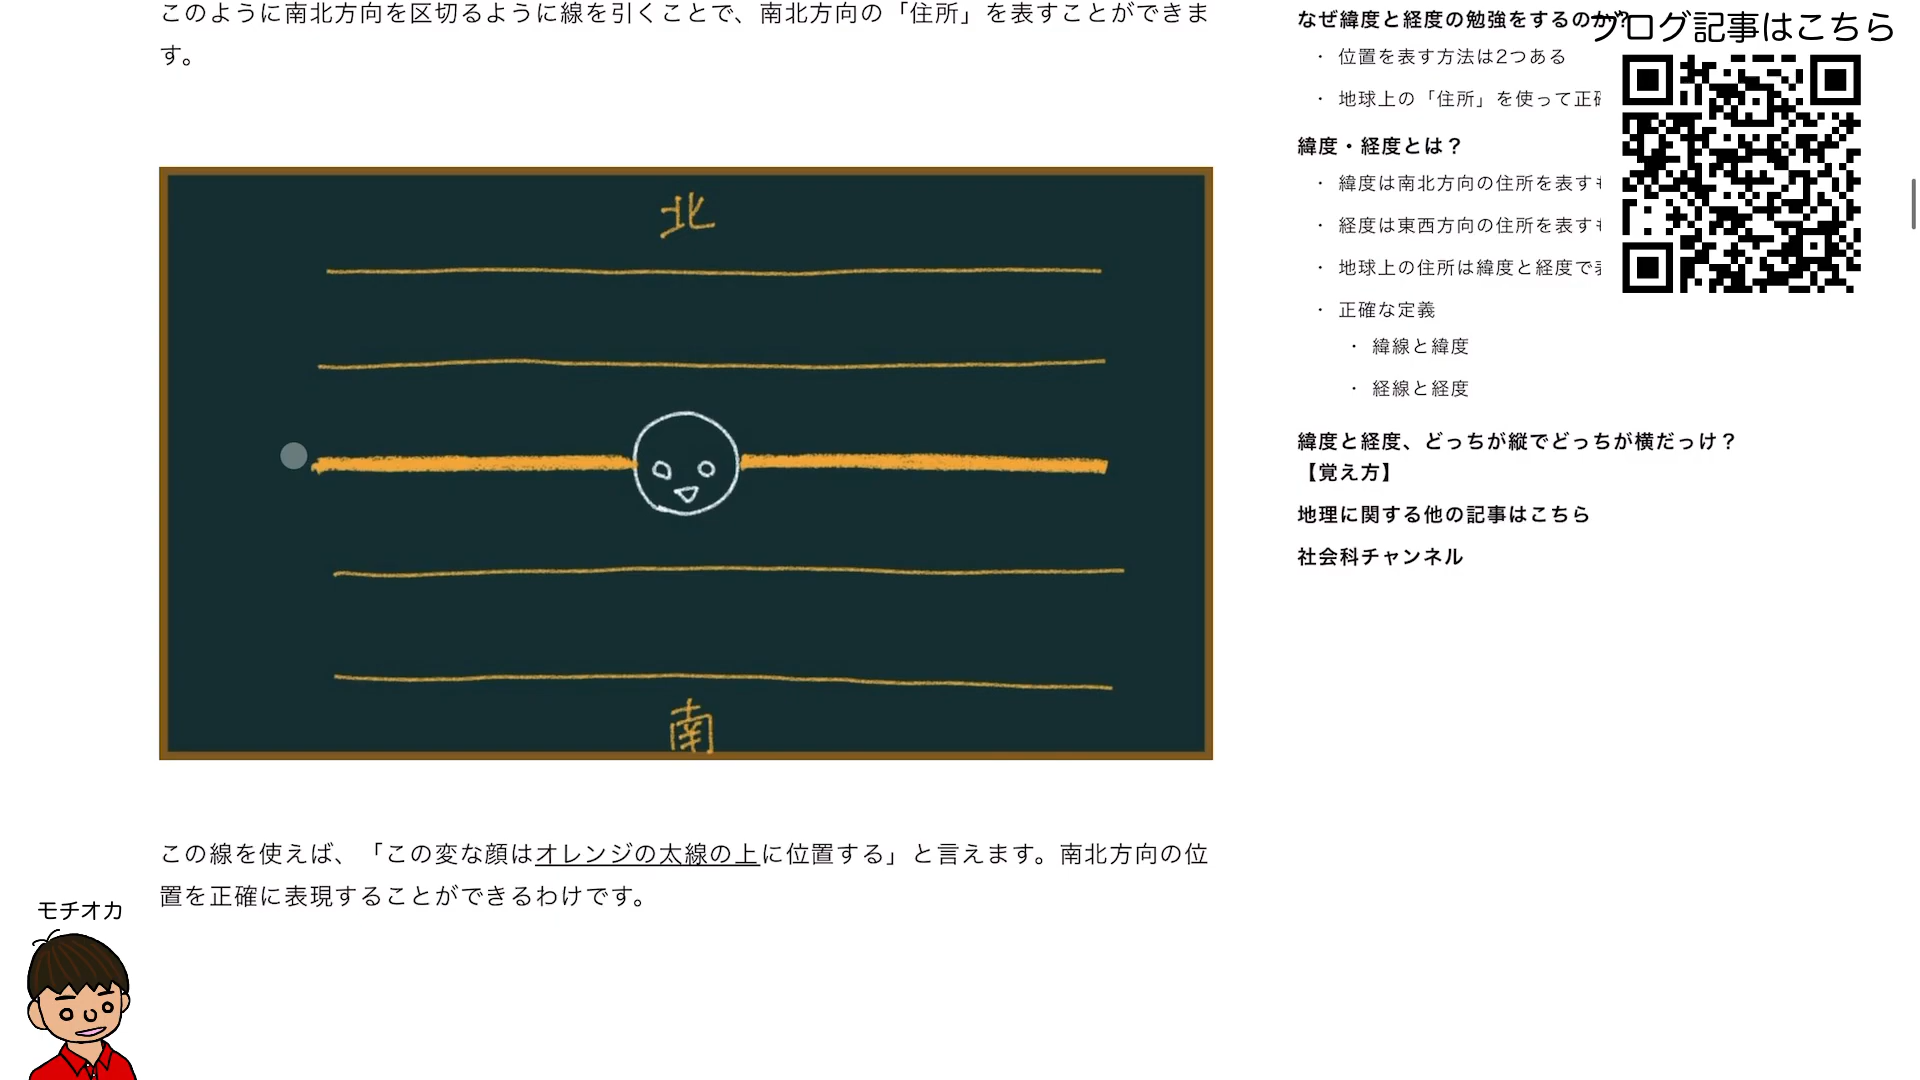 このように南北方向を区切るように線を引くことで、南北方向の「住所」を表すことができま
す。
北
南
この線を使えば、「この変な顔はオレンジの太線の上に位置する」と言えます。南北方向の位
置を正確に表現することができるわけです。
モチオカ
なぜ緯度と経度の勉強をするのか?
・ 位置を表す方法は2つある
・ 地球上の「住所」を使って正
緯度・経度とは？
・ 緯度は南北方向の住所を表す
・ 経度は東西方向の住所を表す
・ 地球上の住所は緯度と経度で
・ 正確な定義
・ 緯線と緯度
・ 経線と経度
緯度と経度、どっちが縦でどっちが横だっけ？
【覚え方】
地理に関する他の記事はこちら
社会科チャンネル
ブログ記事はこちら